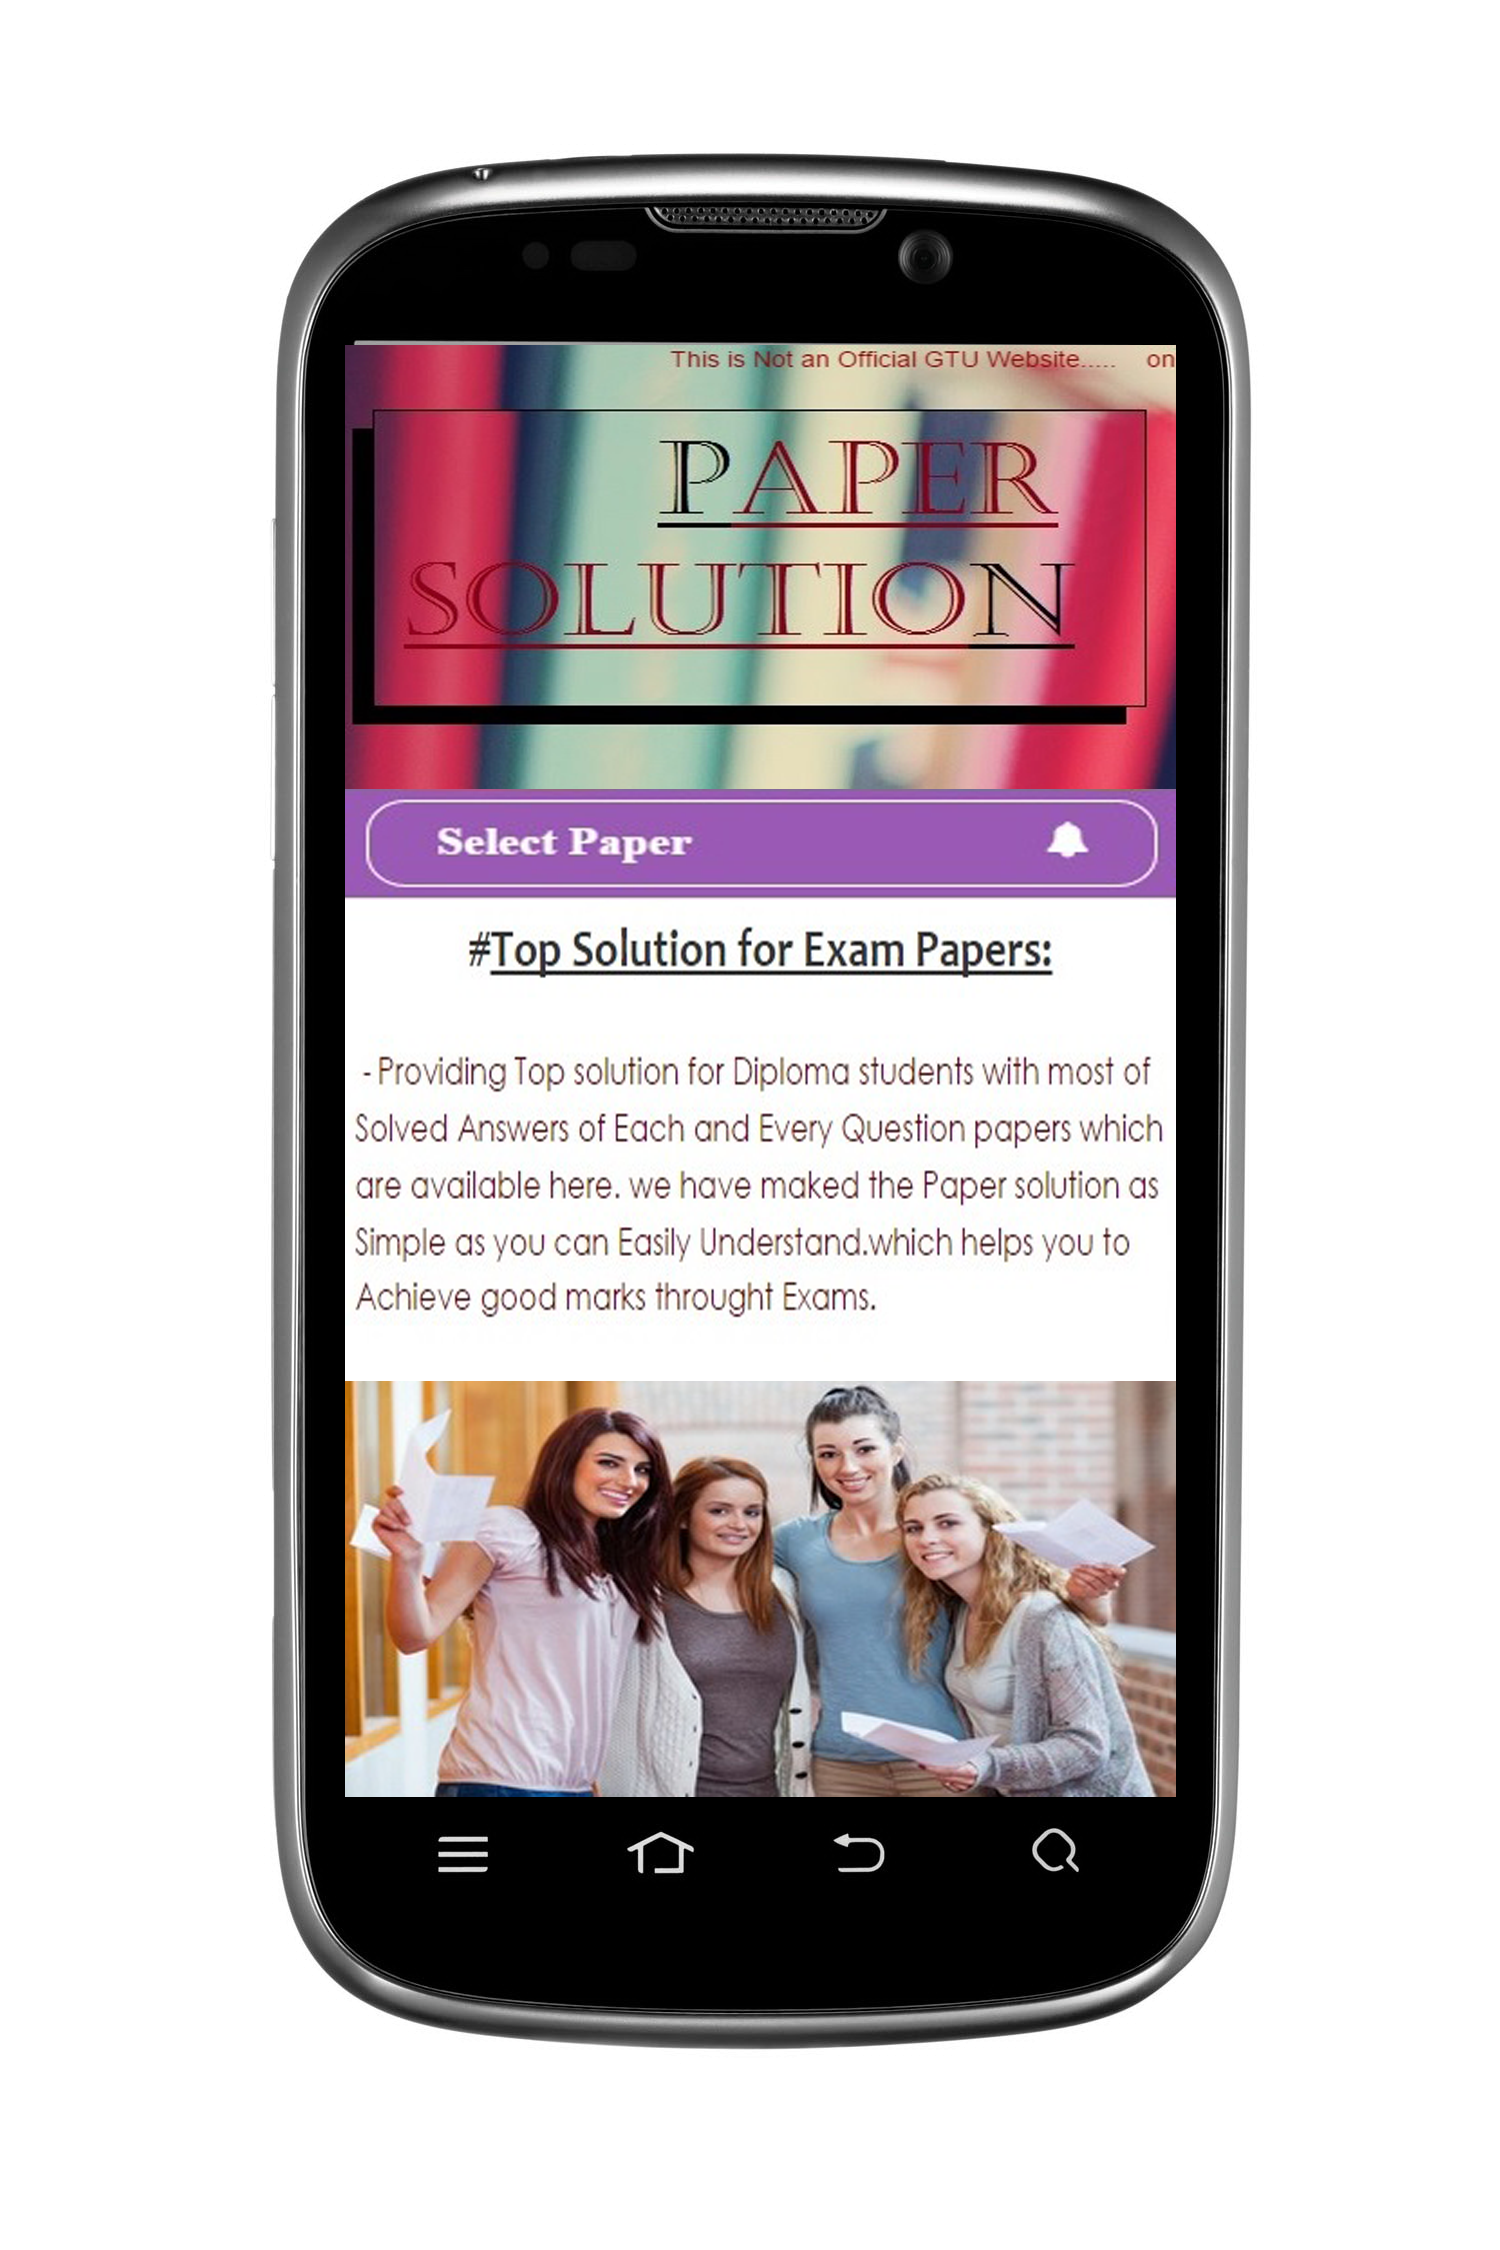 This is Not an Official GTU Website..... on
PAPER
SOLUTION
Select Paper
#Top Solution for Exam Papers:
- Providing Top solution for Diploma students with most of
Solved Answers of Each and Every Question papers which
are available here. we have maked the Paper solution as
Simple as you can Easily Understand.which helps you to
Achieve good marks throught Exams.